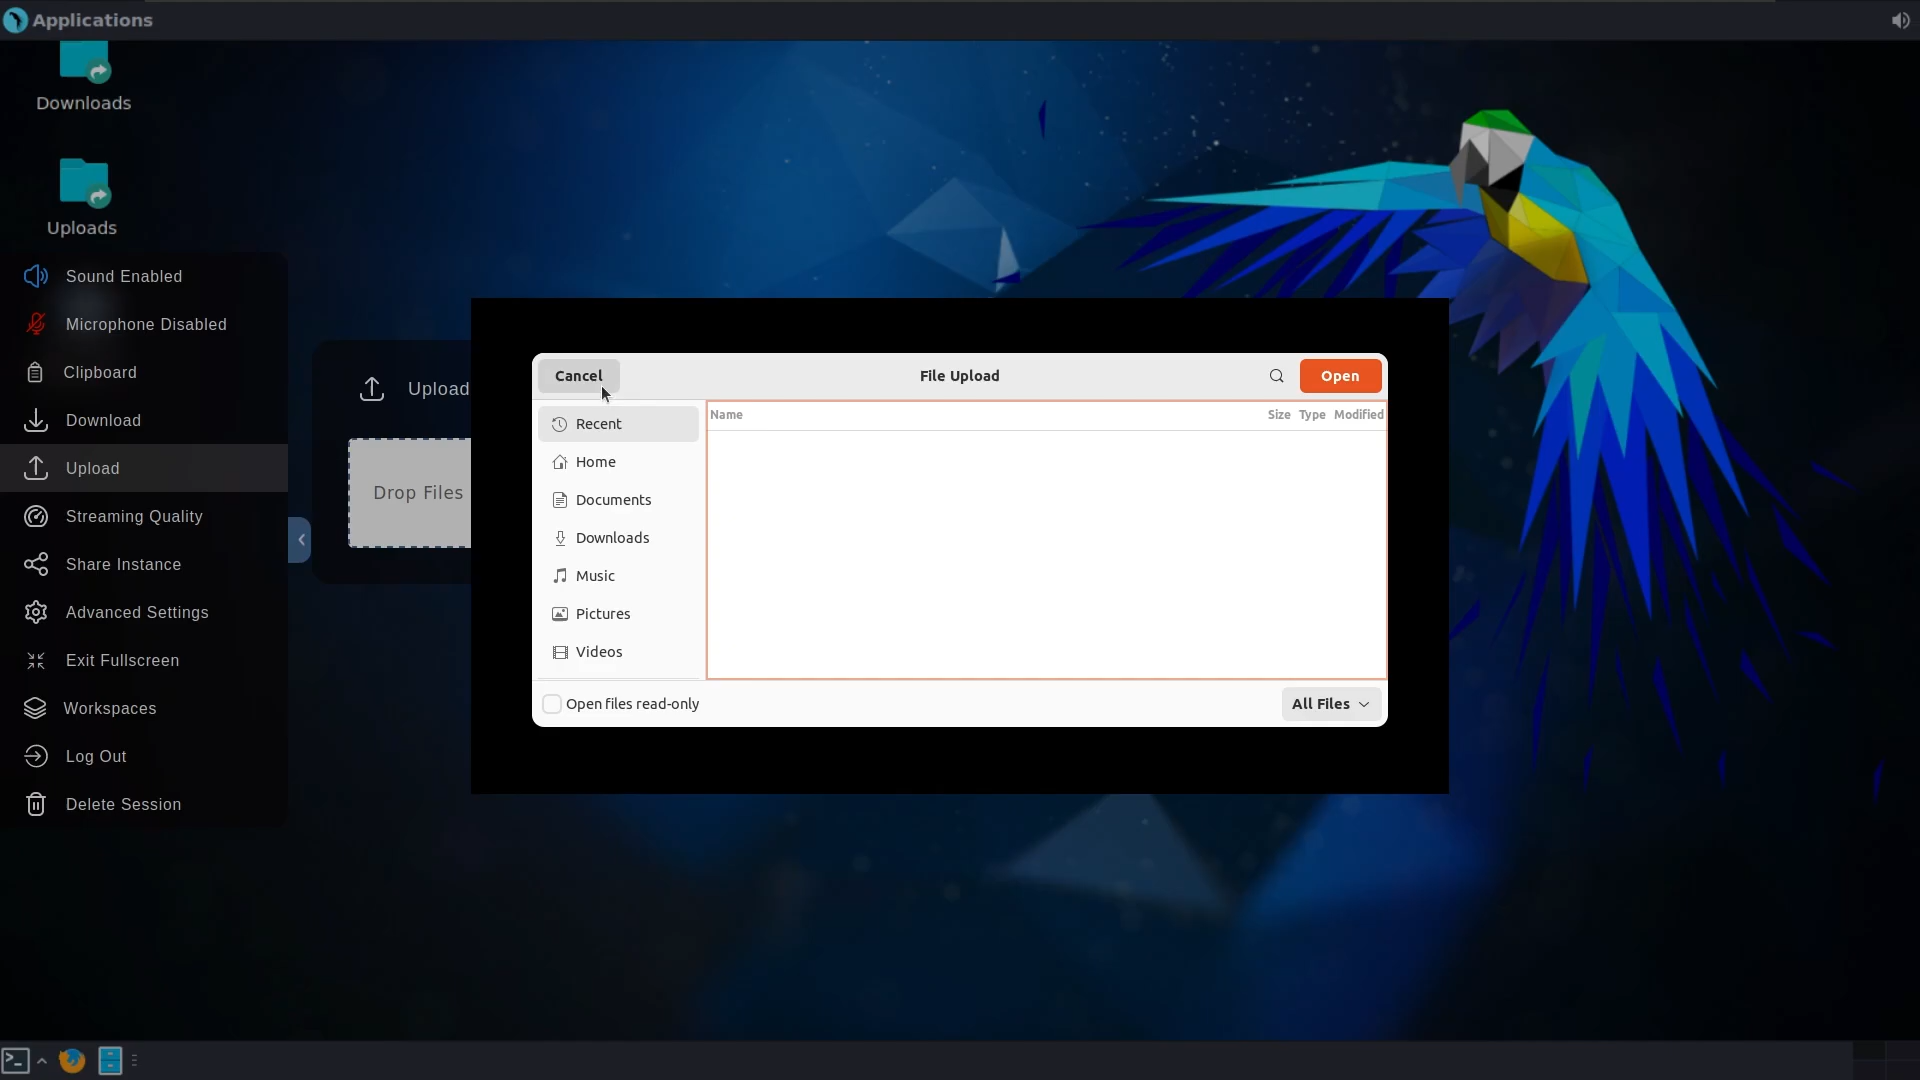 Applications
Downloads
Uploads
Sound Enabled
Microphone Disabled
Clipboard
Download
Upload
Streaming Quality
Share Instance
Advanced Settings
Exit Fullscreen
Workspaces
Log Out
Delete Session
Upload
Drop Files
Cancel
File Upload
Open
Recent
Home
Documents
Downloads
Music
Pictures
Videos
Name Size Type Modified
Open files read-only
All Files